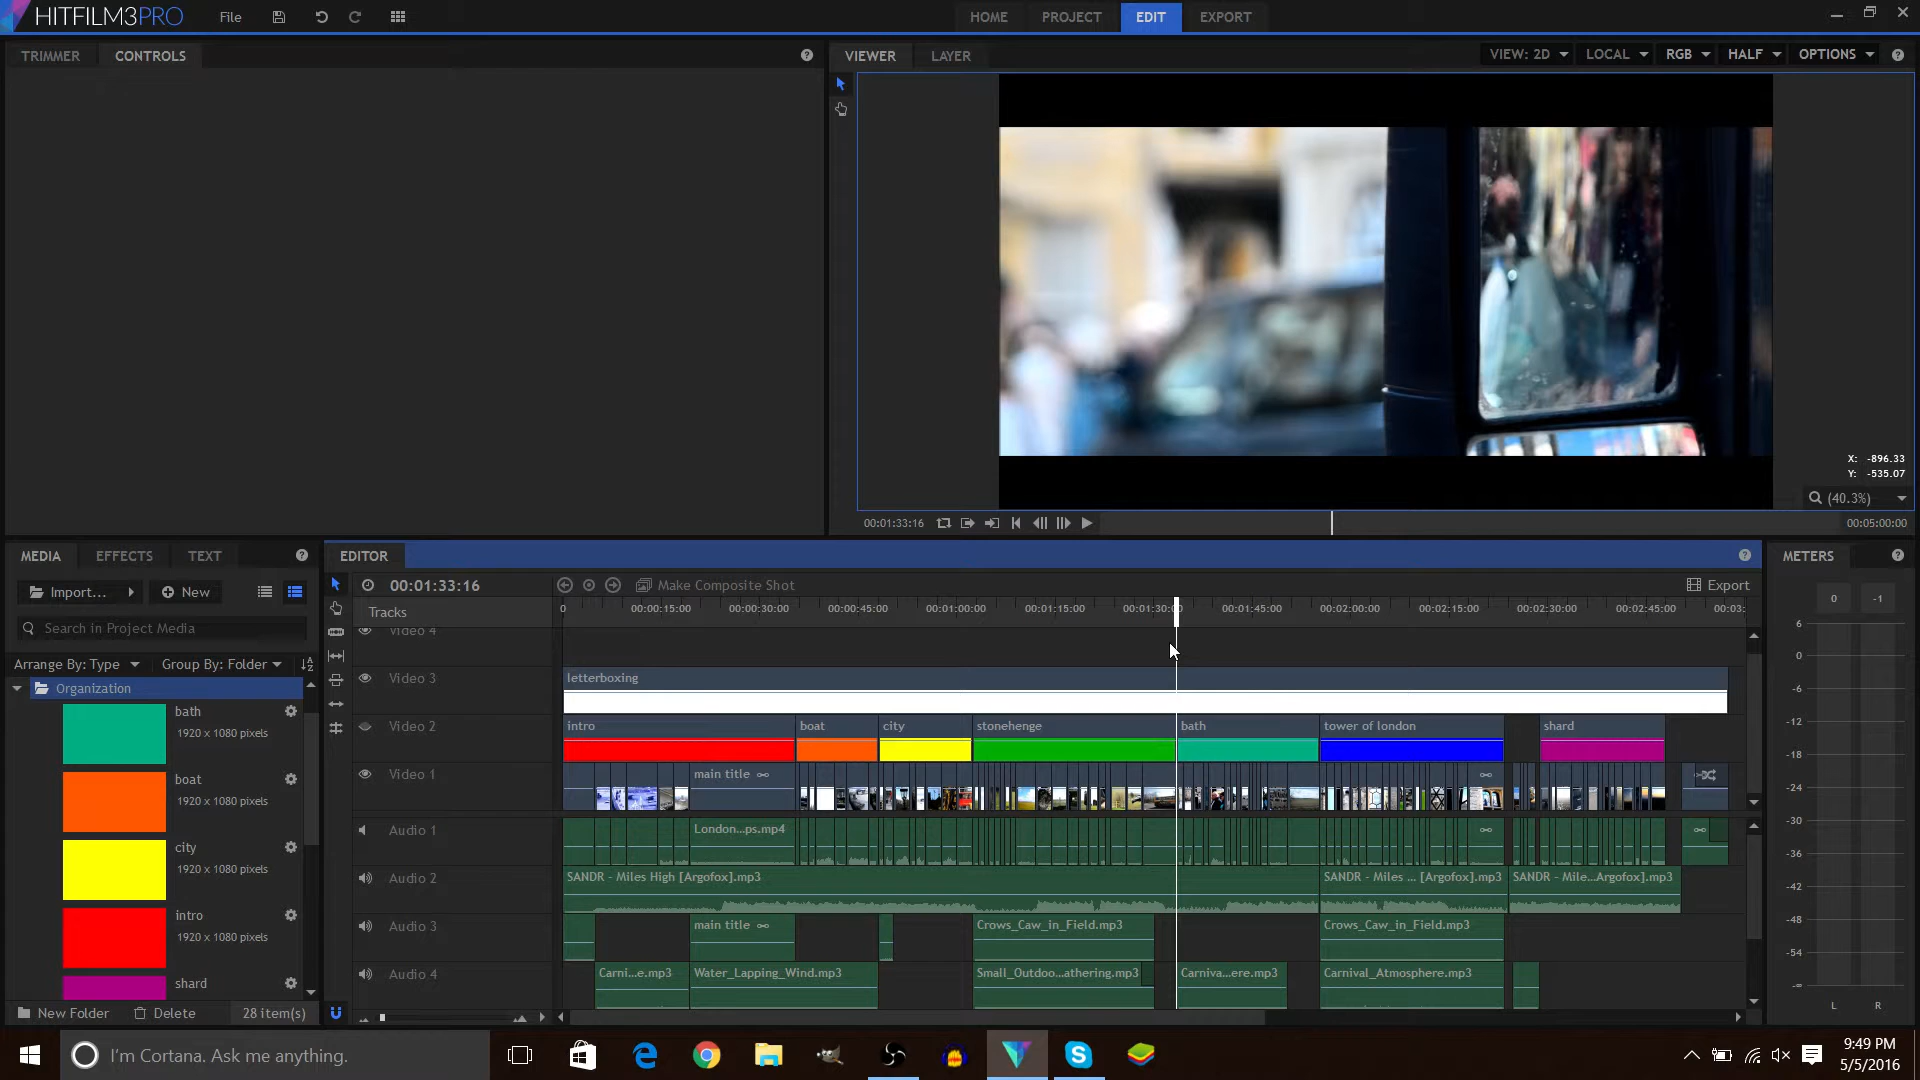 HITFILM3PRO File HOME PROJECT EDIT EXPORT
TRIMMER CONTROLS VIEWER LAYER VIEW: 2D LOCAL RGB HALF OPTIONS
X: -896.33
Y: -535.07
(40.3%)
00:01:33:16 00:05:00:00
MEDIA EFFECTS TEXT EDITOR METERS
Import... New 00:01:33:16 Make Composite Shot Export 0 -1
Tracks 0 00:00:15:00 00:00:30:00 00:00:45:00 00:01:00:00 00:01:15:00 00:01:30:00 00:01:45:00 00:02:00:00 00:02:15:00 00:02:30:00 00:02:45:00 00:03:
Search in Project Media
Arrange By: Type Group By: Folder
Organization
bath
1920 x 1080 pixels
boat
1920 x 1080 pixels
city
1920 x 1080 pixels
intro
1920 x 1080 pixels
shard
New Folder Delete 28 item(s)
Video 4
Video 3 letterboxing
Video 2 intro boat city stonehenge bath tower of london shard
Video 1 main title
Audio 1 London...ps.mp4
Audio 2 SANDR - Miles High [Argofox].mp3 SANDR - Miles ... [Argofox].mp3 SANDR - Mile...Argofox].mp3
Audio 3 main title Crows_Caw_in_Field.mp3 Crows_Caw_in_Field.mp3
Audio 4 Carni...e.mp3 Water_Lapping_Wind.mp3 Small_Outdoo...athering.mp3 Carniva...ere.mp3 Carnival_Atmosphere.mp3
6
0
-6
-12
-18
-24
-30
-36
-42
-48
-54
-∞
L R
I'm Cortana. Ask me anything.
9:49 PM
5/5/2016